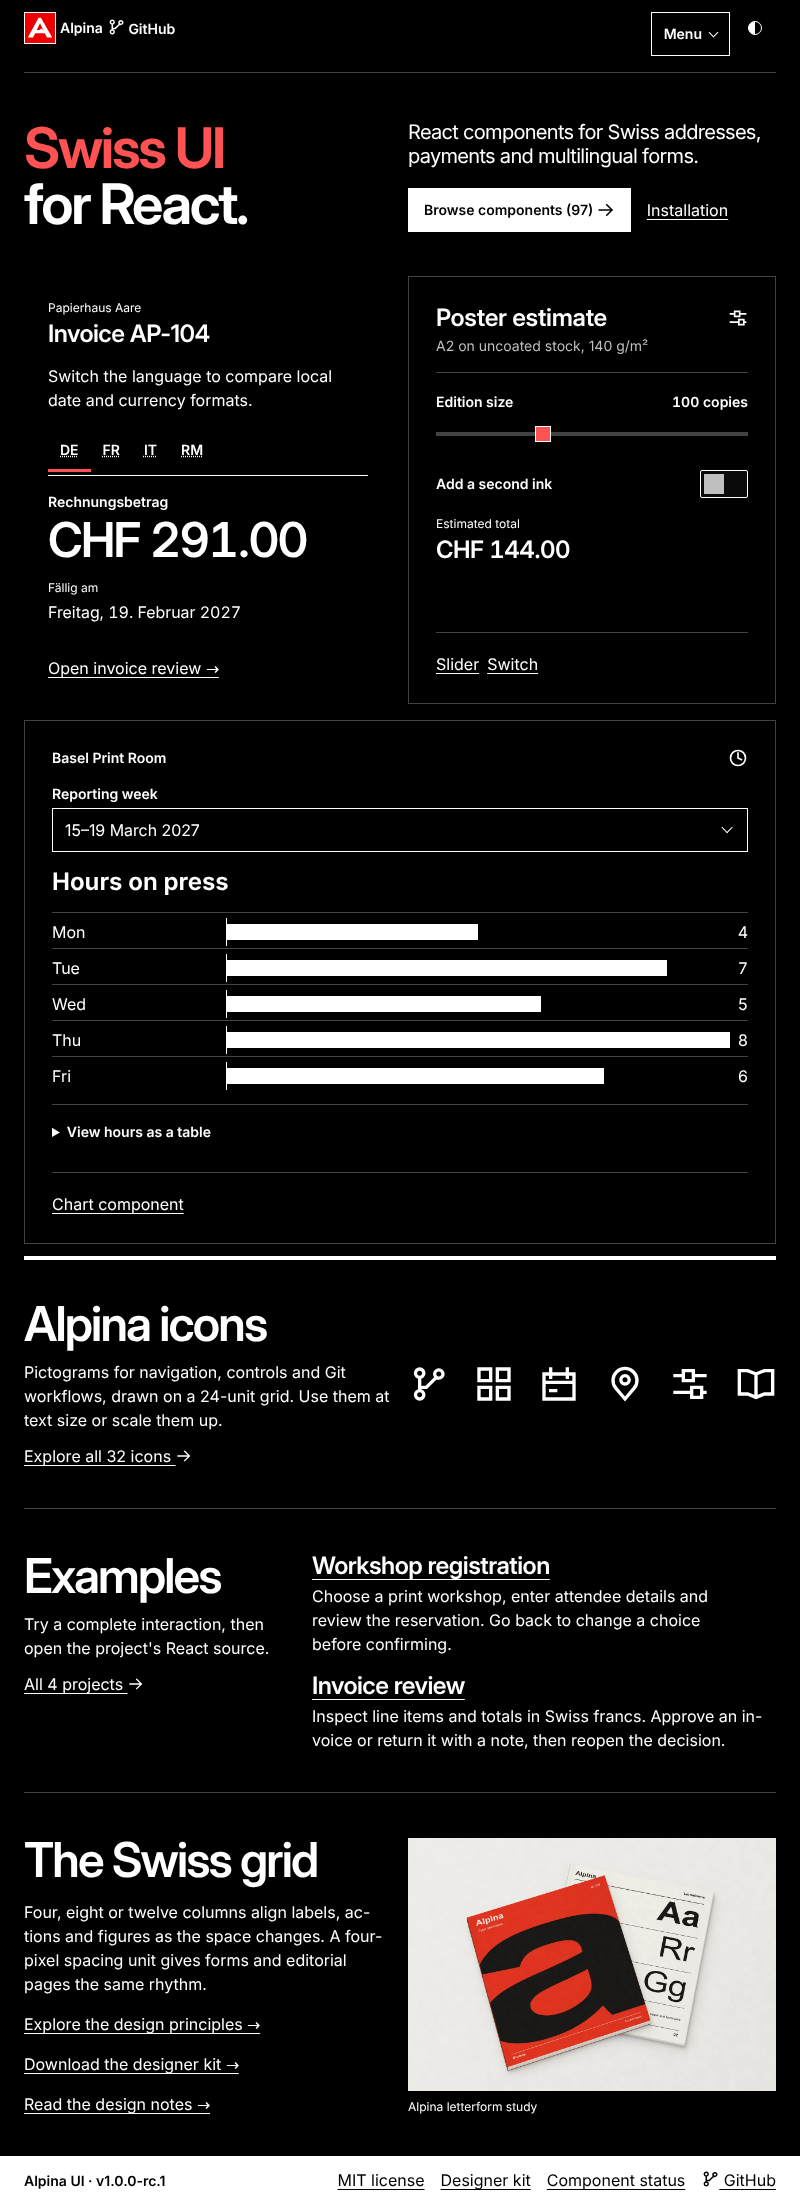 Alpina GitHub
Menu
Swiss UI
for React.
React components for Swiss addresses,
payments and multilingual forms.
Browse components (97) →
Installation
Papierhaus Aare
Invoice AP-104
Switch the language to compare local
date and currency formats.
DE FR IT RM
Rechnungsbetrag
CHF 291.00
Fällig am
Freitag, 19. Februar 2027
Open invoice review →
Poster estimate
A2 on uncoated stock, 140 g/m²
Edition size 100 copies
Add a second ink
Estimated total
CHF 144.00
Slider Switch
Basel Print Room
Reporting week
15–19 March 2027
Hours on press
Mon 4
Tue 7
Wed 5
Thu 8
Fri 6
View hours as a table
Chart component
Alpina icons
Pictograms for navigation, controls and Git
workflows, drawn on a 24-unit grid. Use them at
text size or scale them up.
Explore all 32 icons →
Examples
Try a complete interaction, then
open the project's React source.
All 4 projects →
Workshop registration
Choose a print workshop, enter attendee details and
review the reservation. Go back to change a choice
before confirming.
Invoice review
Inspect line items and totals in Swiss francs. Approve an in-
voice or return it with a note, then reopen the decision.
The Swiss grid
Four, eight or twelve columns align labels, ac-
tions and figures as the space changes. A four-
pixel spacing unit gives forms and editorial
pages the same rhythm.
Explore the design principles →
Download the designer kit →
Read the design notes →
Alpina
a
Alpina
Aa
Rr
Gg
Alpina letterform study
Alpina UI · v1.0.0-rc.1
MIT license Designer kit Component status GitHub